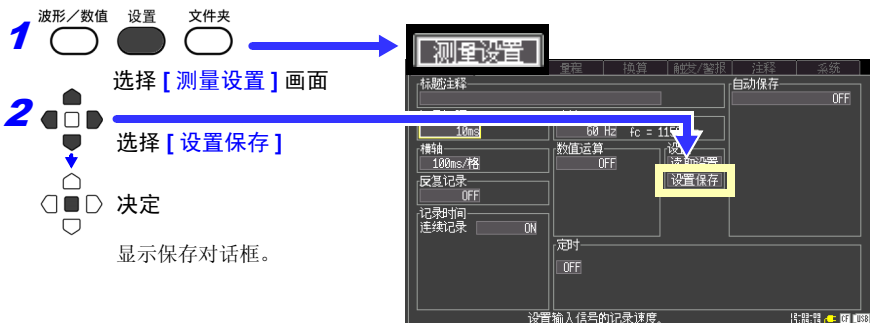 波形／数值 设置 文件夹
1
选择 [ 测量设置 ] 画面
2
选择 [ 设置保存 ]
决定
显示保存对话框。
测量设置
量程 换算 触发/警报 注释 系统
标题注释
自动保存
OFF
10ms
60 Hz fc = 11
横轴
100ms/格
数值运算
OFF
读取设置
设置保存
反复记录
OFF
记录时间
连续记录 ON
定时
OFF
设置输入信号的记录速度。
CF USB